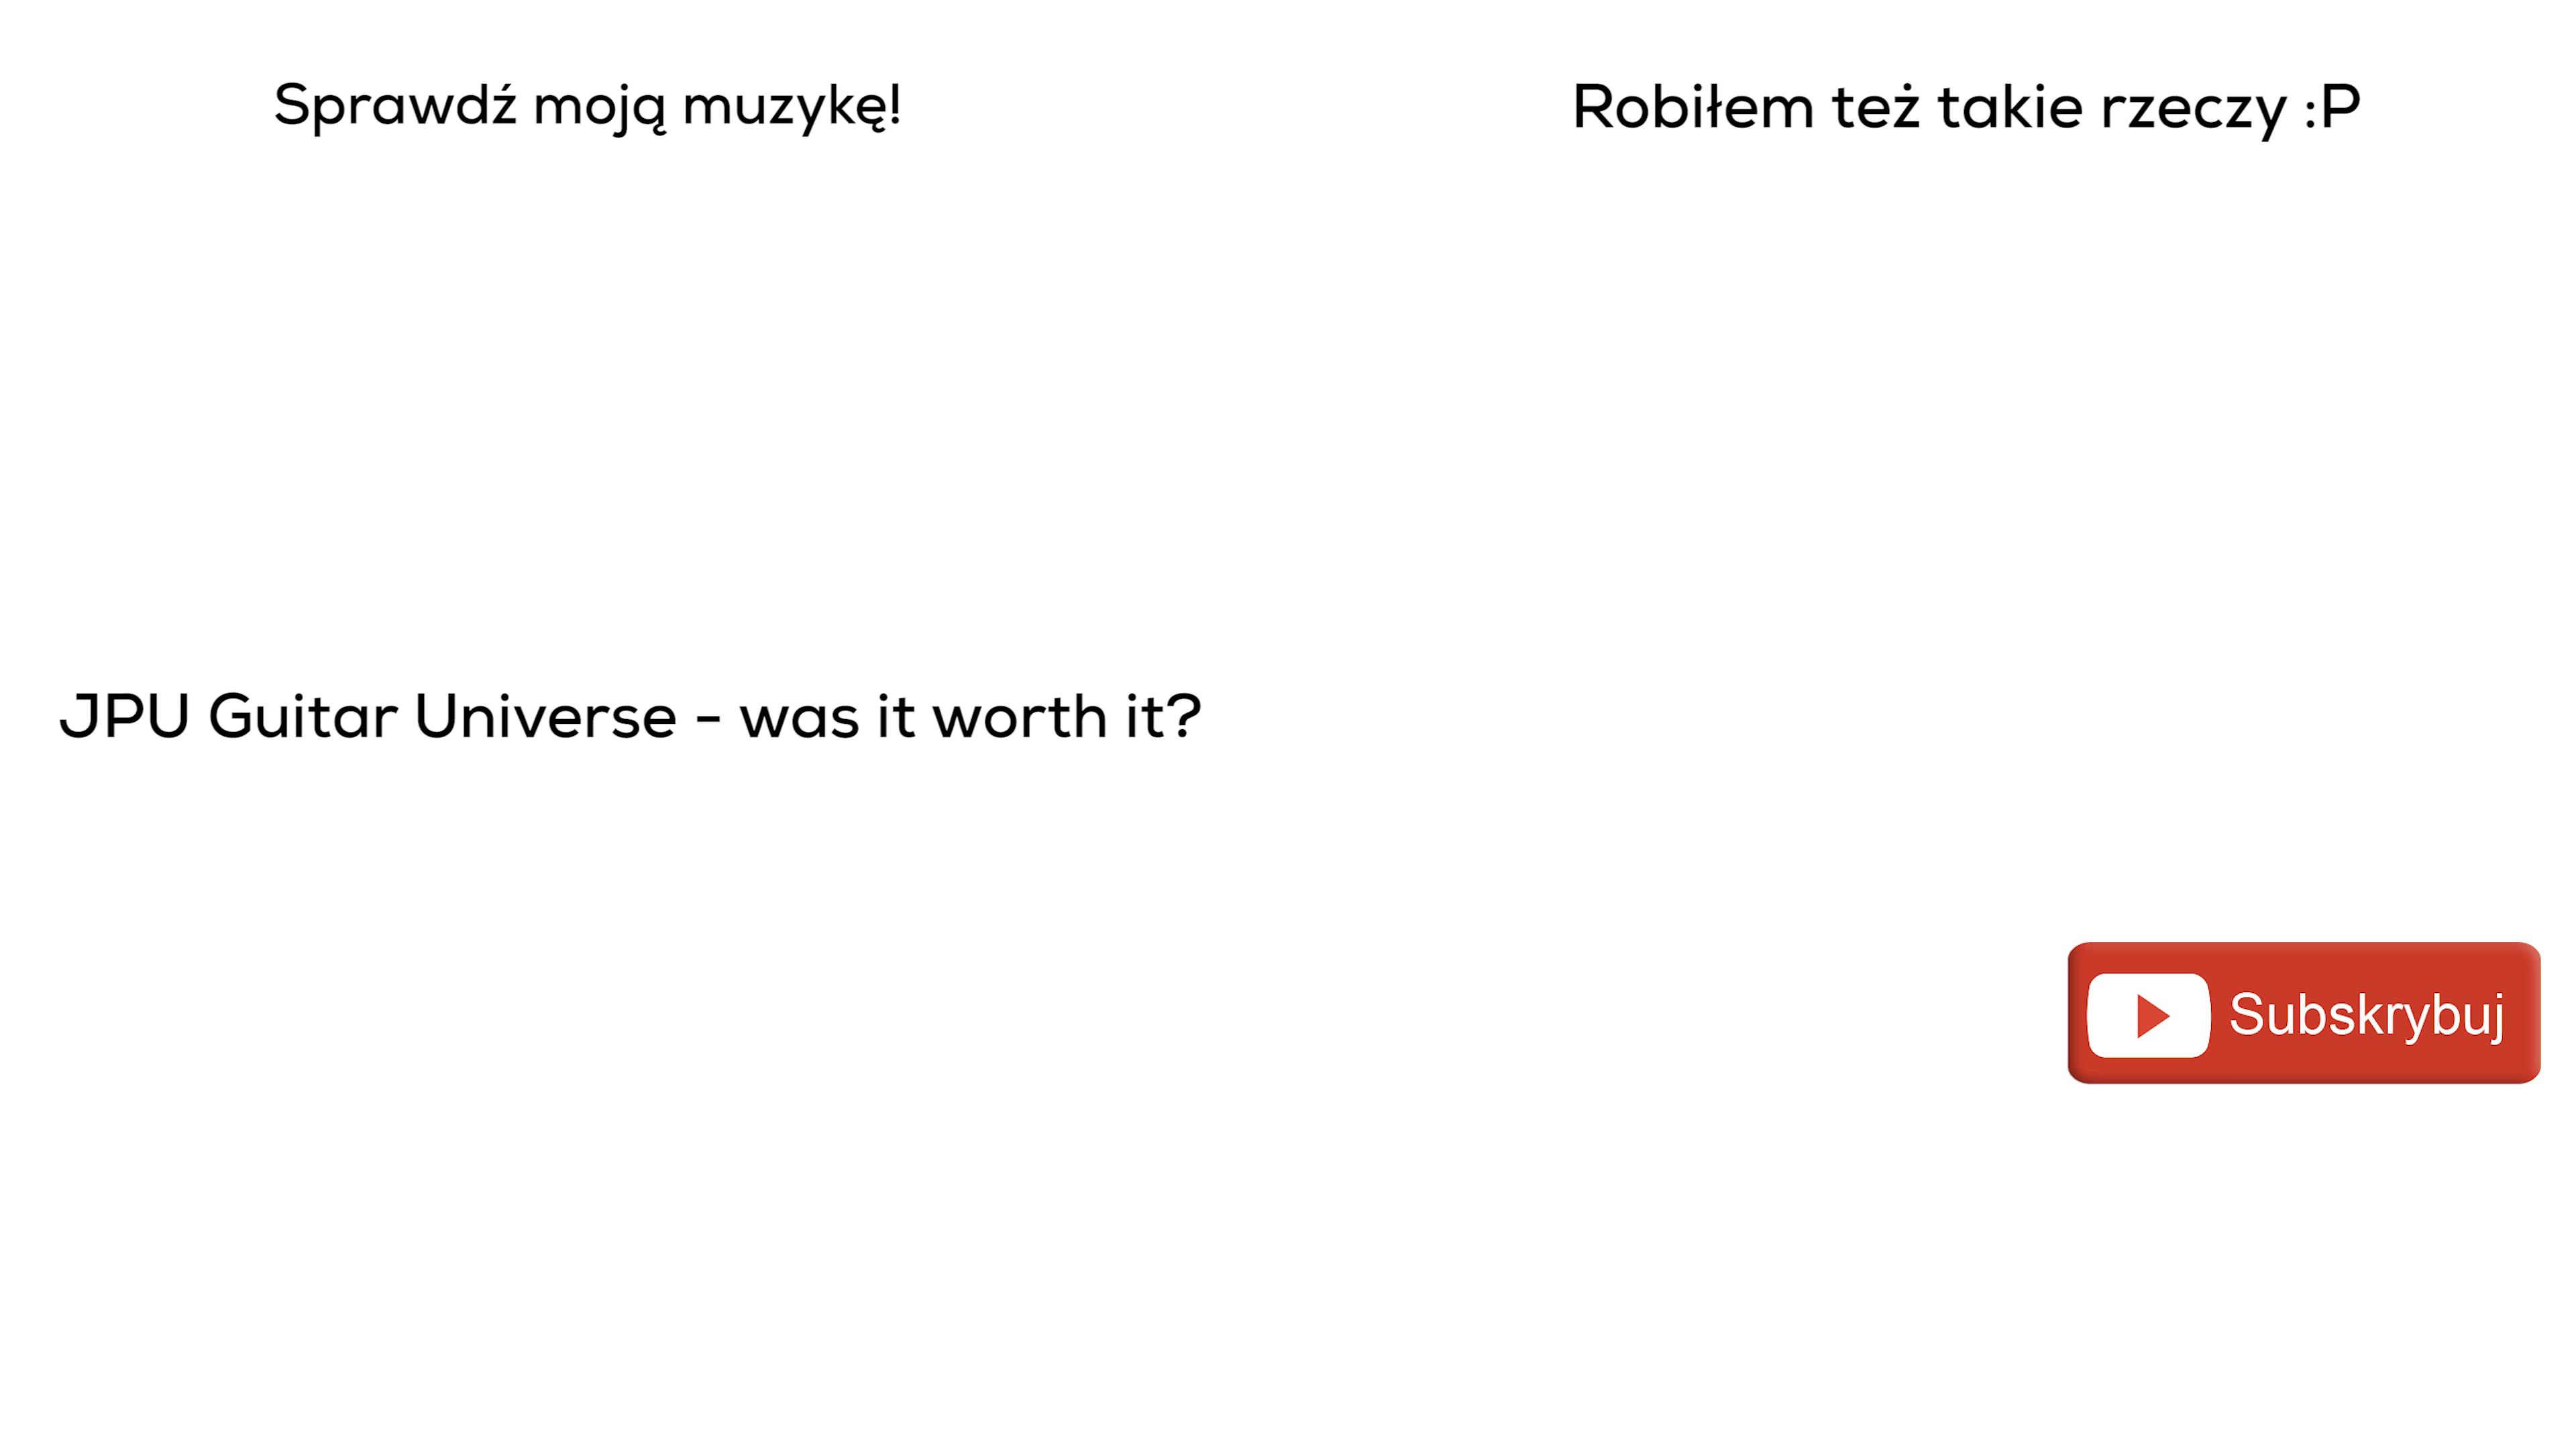 Sprawdź moją muzykę!
Robiłem też takie rzeczy :P
JPU Guitar Universe - was it worth it?
Subskrybuj